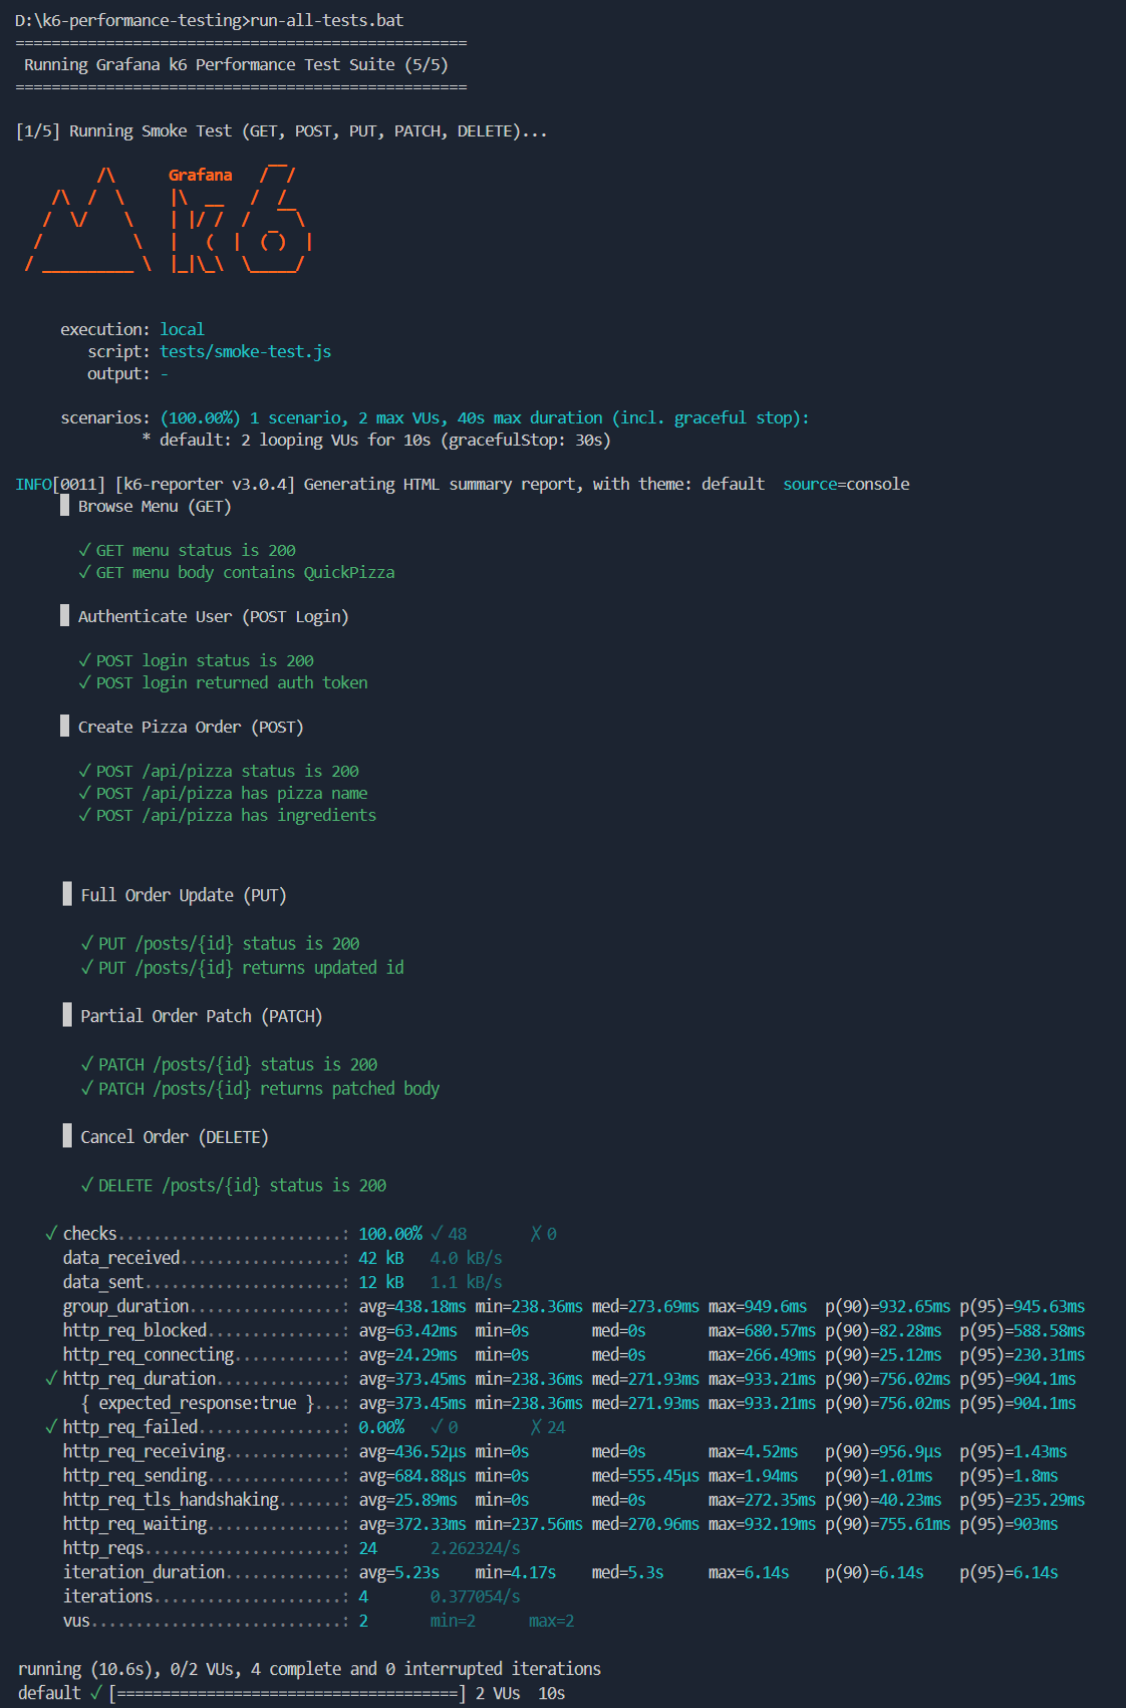 D:\k6-performance-testing>run-all-tests.bat
==================================================
Running Grafana k6 Performance Test Suite (5/5)
==================================================
[1/5] Running Smoke Test (GET, POST, PUT, PATCH, DELETE)...
Grafana
execution: local
script: tests/smoke-test.js
output: -
scenarios: (100.00%) 1 scenario, 2 max VUs, 40s max duration (incl. graceful stop):
* default: 2 looping VUs for 10s (gracefulStop: 30s)
INFO[0011] [k6-reporter v3.0.4] Generating HTML summary report, with theme: default  source=console
█ Browse Menu (GET)
✓ GET menu status is 200
✓ GET menu body contains QuickPizza
█ Authenticate User (POST Login)
✓ POST login status is 200
✓ POST login returned auth token
█ Create Pizza Order (POST)
✓ POST /api/pizza status is 200
✓ POST /api/pizza has pizza name
✓ POST /api/pizza has ingredients
█ Full Order Update (PUT)
✓ PUT /posts/{id} status is 200
✓ PUT /posts/{id} returns updated id
█ Partial Order Patch (PATCH)
✓ PATCH /posts/{id} status is 200
✓ PATCH /posts/{id} returns patched body
█ Cancel Order (DELETE)
✓ DELETE /posts/{id} status is 200
✓ checks.........................: 100.00% ✓ 48 ✗ 0
data_received..................: 42 kB 4.0 kB/s
data_sent......................: 12 kB 1.1 kB/s
group_duration.................: avg=438.18ms min=238.36ms med=273.69ms max=949.6ms p(90)=932.65ms p(95)=945.63ms
http_req_blocked...............: avg=63.42ms min=0s med=0s max=680.57ms p(90)=82.28ms p(95)=588.58ms
http_req_connecting............: avg=24.29ms min=0s med=0s max=266.49ms p(90)=25.12ms p(95)=230.31ms
✓ http_req_duration..............: avg=373.45ms min=238.36ms med=271.93ms max=933.21ms p(90)=756.02ms p(95)=904.1ms
{ expected_response:true }...: avg=373.45ms min=238.36ms med=271.93ms max=933.21ms p(90)=756.02ms p(95)=904.1ms
✓ http_req_failed................: 0.00% ✓ 0 ✗ 24
http_req_receiving.............: avg=436.52µs min=0s med=0s max=4.52ms p(90)=956.9µs p(95)=1.43ms
http_req_sending...............: avg=684.88µs min=0s med=555.45µs max=1.94ms p(90)=1.01ms p(95)=1.8ms
http_req_tls_handshaking.......: avg=25.89ms min=0s med=0s max=272.35ms p(90)=40.23ms p(95)=235.29ms
http_req_waiting...............: avg=372.33ms min=237.56ms med=270.96ms max=932.19ms p(90)=755.61ms p(95)=903ms
http_reqs......................: 24 2.262324/s
iteration_duration.............: avg=5.23s min=4.17s med=5.3s max=6.14s p(90)=6.14s p(95)=6.14s
iterations.....................: 4 0.377054/s
vus............................: 2 min=2 max=2
running (10.6s), 0/2 VUs, 4 complete and 0 interrupted iterations
default ✓ [======================================] 2 VUs  10s